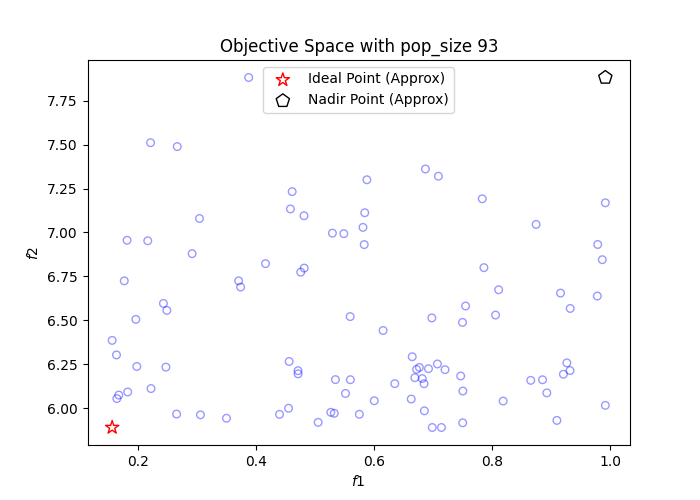 Objective Space with pop_size 93
Ideal Point (Approx)
Nadir Point (Approx)
f2
7.75
7.50
7.25
7.00
6.75
6.50
6.25
6.00
0.2 0.4 0.6 0.8 1.0
f1